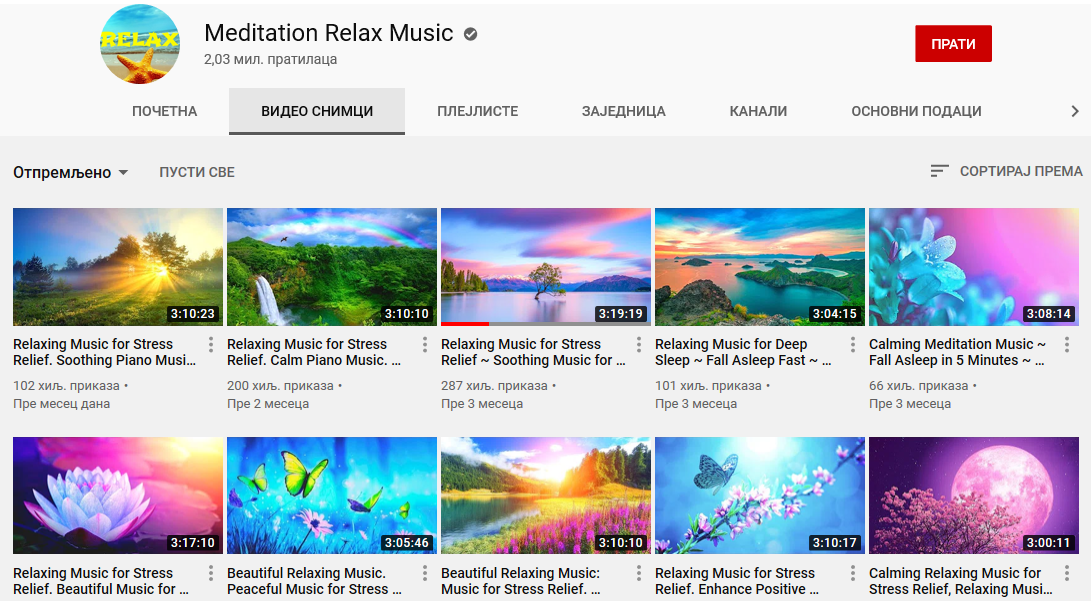 RELAX
Meditation Relax Music
2,03 мил. пратилаца
ПРАТИ
ПОЧЕТНА ВИДЕО СНИМЦИ ПЛЕЈЛИСТЕ ЗАЈЕДНИЦА КАНАЛИ ОСНОВНИ ПОДАЦИ
Отпремљено ПУСТИ СВЕ СОРТИРАЈ ПРЕМА
3:10:23
Relaxing Music for Stress
Relief. Soothing Piano Musi...
102 хиљ. приказа •
Пре месец дана
3:10:10
Relaxing Music for Stress
Relief. Calm Piano Music. ...
200 хиљ. приказа •
Пре 2 месеца
3:19:19
Relaxing Music for Stress
Relief ~ Soothing Music for ...
287 хиљ. приказа •
Пре 3 месеца
3:04:15
Relaxing Music for Deep
Sleep ~ Fall Asleep Fast ~ ...
101 хиљ. приказа •
Пре 3 месеца
3:08:14
Calming Meditation Music ~
Fall Asleep in 5 Minutes ~ ...
66 хиљ. приказа •
Пре 3 месеца
3:17:10
Relaxing Music for Stress
Relief. Beautiful Music for ...
3:05:46
Beautiful Relaxing Music.
Peaceful Music for Stress ...
3:10:10
Beautiful Relaxing Music:
Music for Stress Relief. ...
3:10:17
Relaxing Music for Stress
Relief. Enhance Positive ...
3:00:11
Calming Relaxing Music for
Stress Relief, Relaxing Musi...